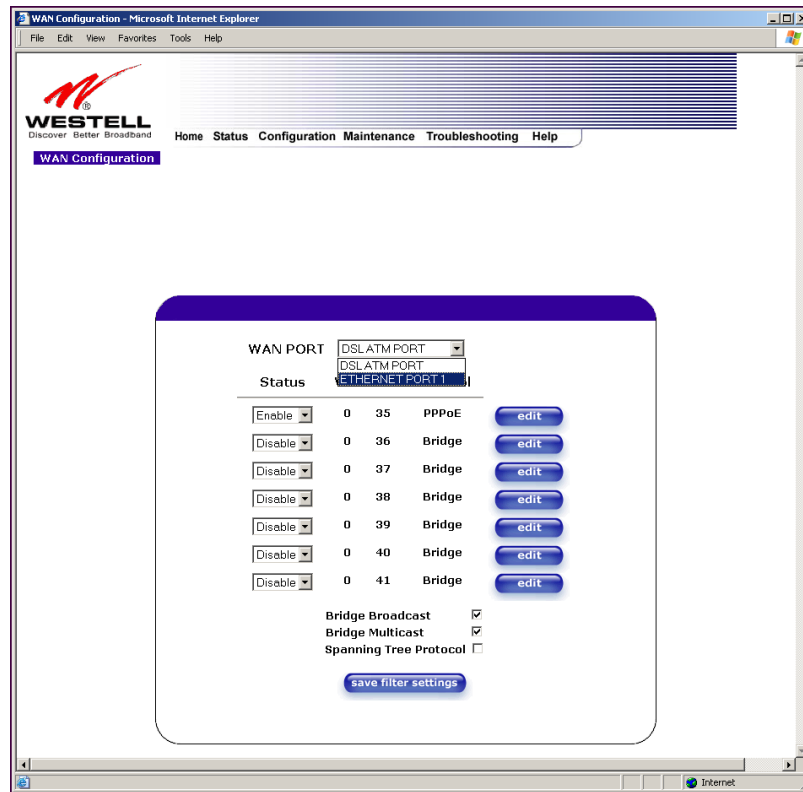 WAN Configuration - Microsoft Internet Explorer
File Edit View Favorites Tools Help
WESTELL
®
Discover Better Broadband
Home Status Configuration Maintenance Troubleshooting Help
WAN Configuration
WAN PORT DSL ATM PORT
DSL ATM PORT
ETHERNET PORT 1
Status
Enable 0 35 PPPoE edit
Disable 0 36 Bridge edit
Disable 0 37 Bridge edit
Disable 0 38 Bridge edit
Disable 0 39 Bridge edit
Disable 0 40 Bridge edit
Disable 0 41 Bridge edit
Bridge Broadcast
Bridge Multicast
Spanning Tree Protocol
save filter settings
Internet